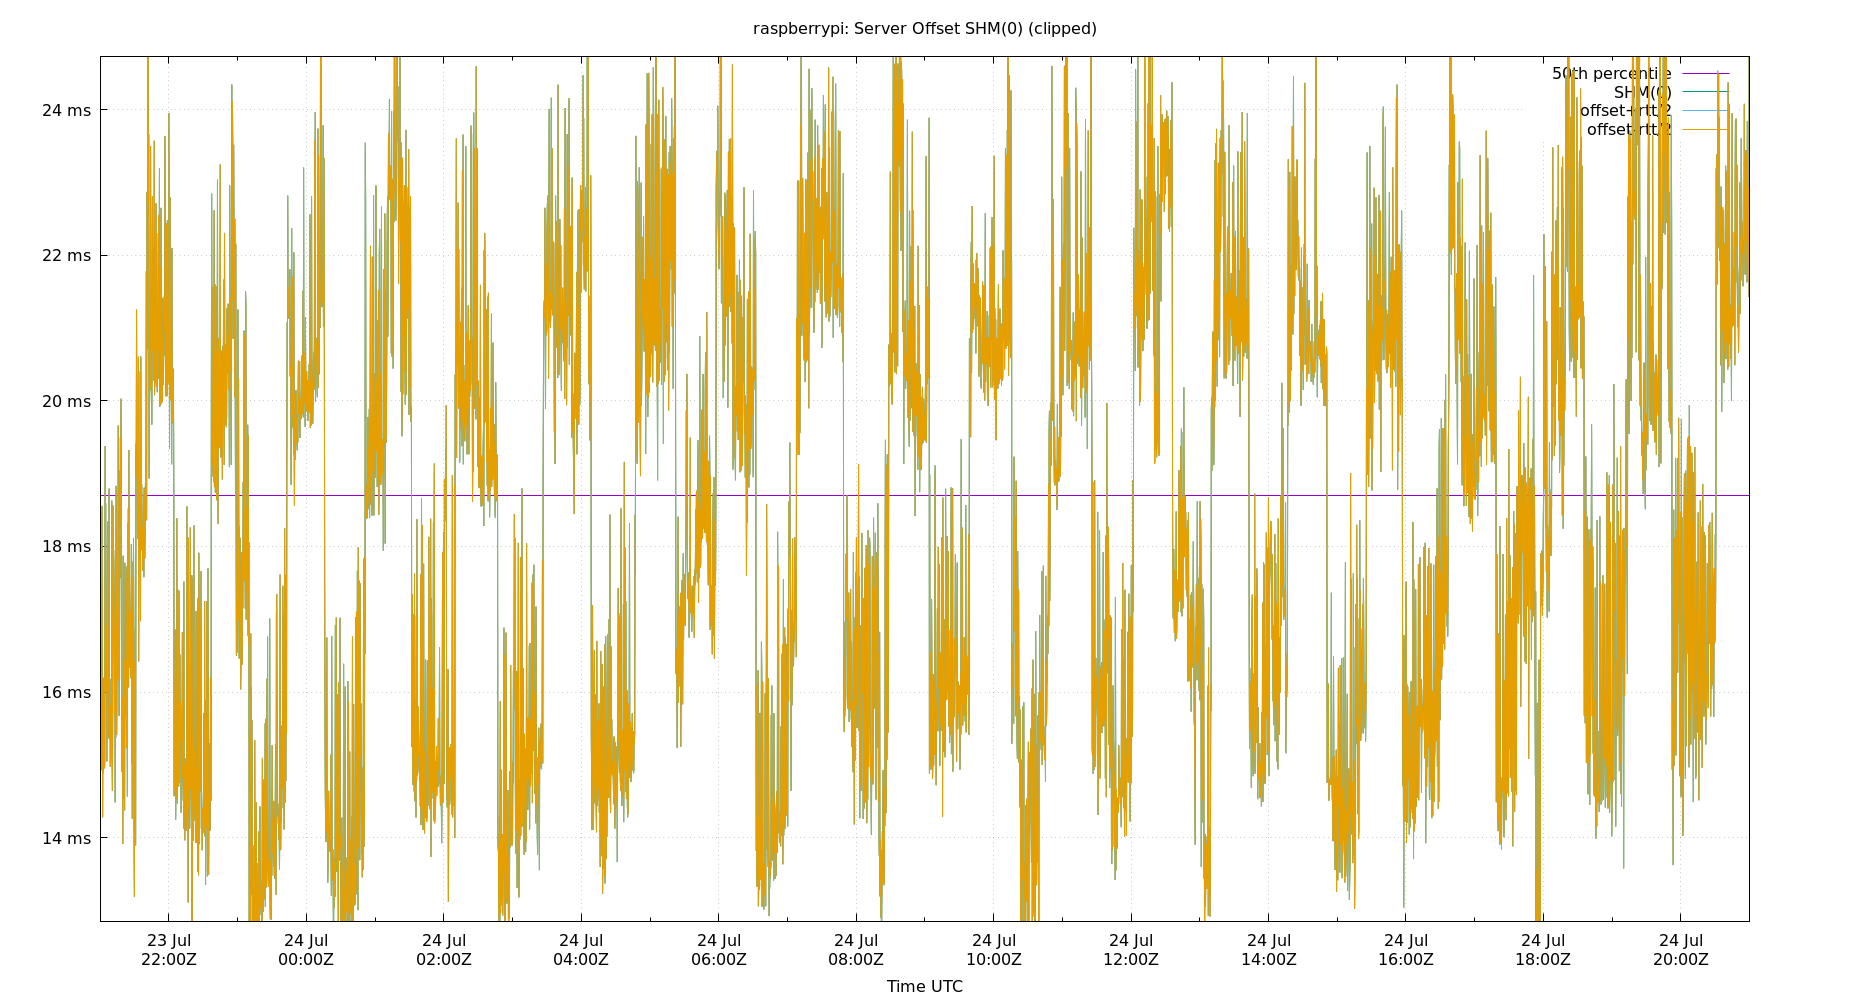 raspberrypi: Server Offset SHM(0) (clipped)
50th percentile
SHM(0)
offset+rtt/2
offset-rtt/2
24 ms
22 ms
20 ms
18 ms
16 ms
14 ms
23 Jul 24 Jul 24 Jul 24 Jul 24 Jul 24 Jul 24 Jul 24 Jul 24 Jul 24 Jul 24 Jul 24 Jul
22:00Z 00:00Z 02:00Z 04:00Z 06:00Z 08:00Z 10:00Z 12:00Z 14:00Z 16:00Z 18:00Z 20:00Z
Time UTC